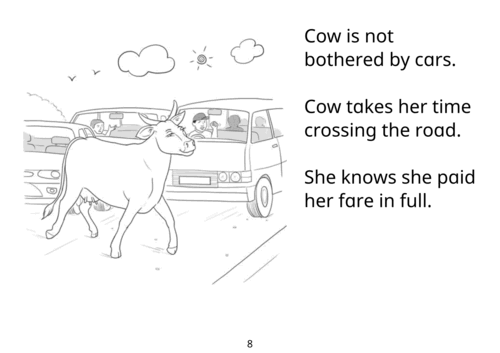 Cow is not
bothered by cars.
Cow takes her time
crossing the road.
She knows she paid
her fare in full.
8